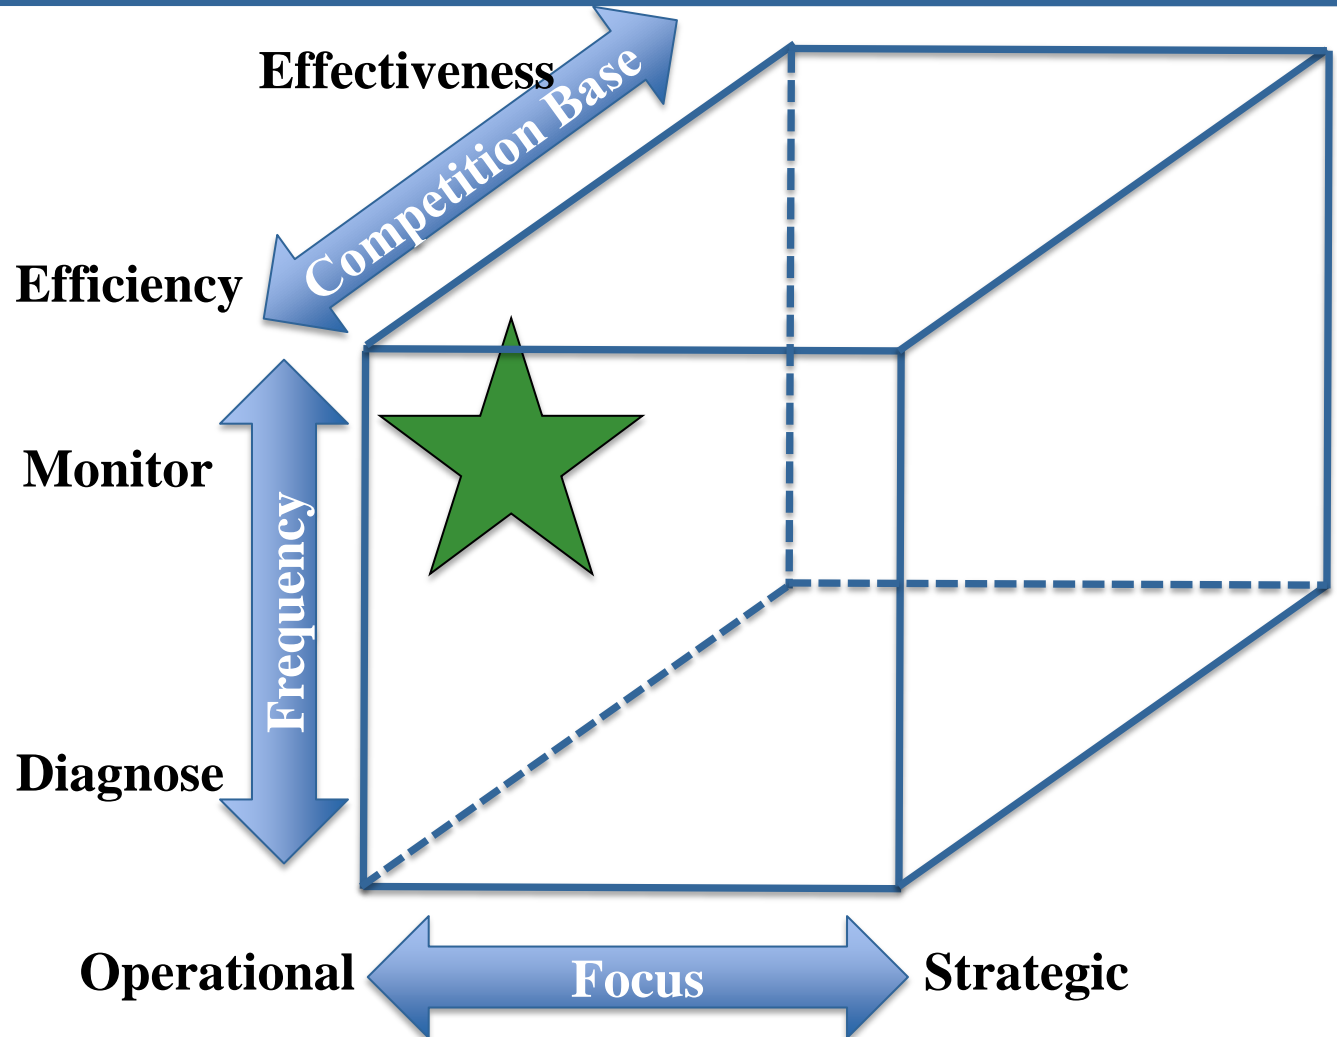 Effectiveness
Competition Base
Efficiency
Monitor
Frequency
Diagnose
Operational
Focus
Strategic